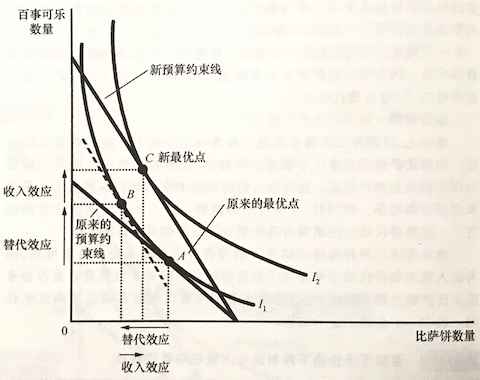 百事可乐
数量
新预算约束线
C 新最优点
收入效应
B
原来的最优点
原来的
预算约
束线
替代效应
A
I₂
I₁
0
比萨饼数量
替代效应
收入效应